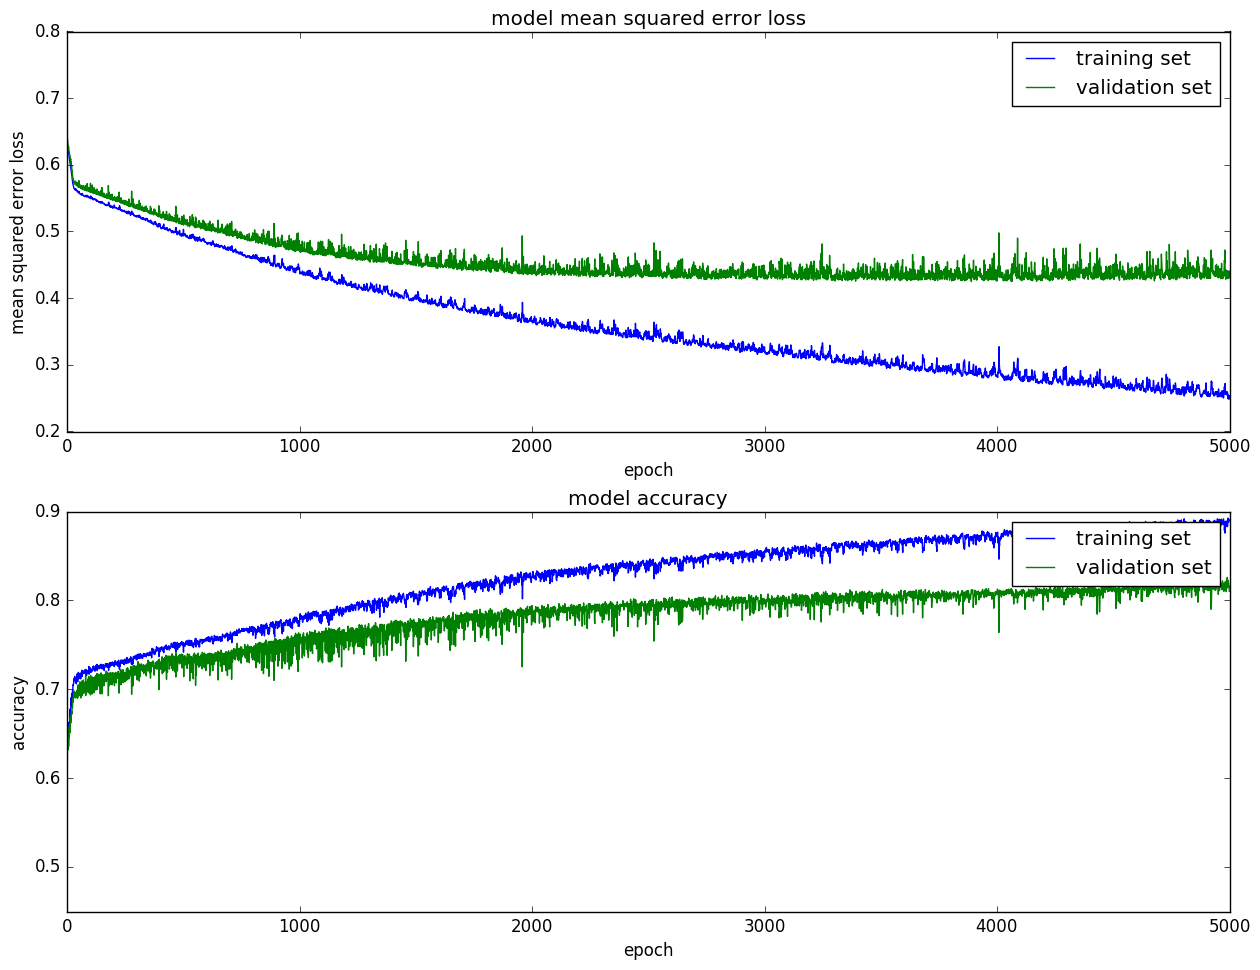 model mean squared error loss
0.8
0.7
0.6
0.5
0.4
0.3
0.2
mean squared error loss
training set
validation set
0 1000 2000 3000 4000 5000
epoch
model accuracy
0.9
0.8
0.7
0.6
0.5
accuracy
training set
validation set
0 1000 2000 3000 4000 5000
epoch